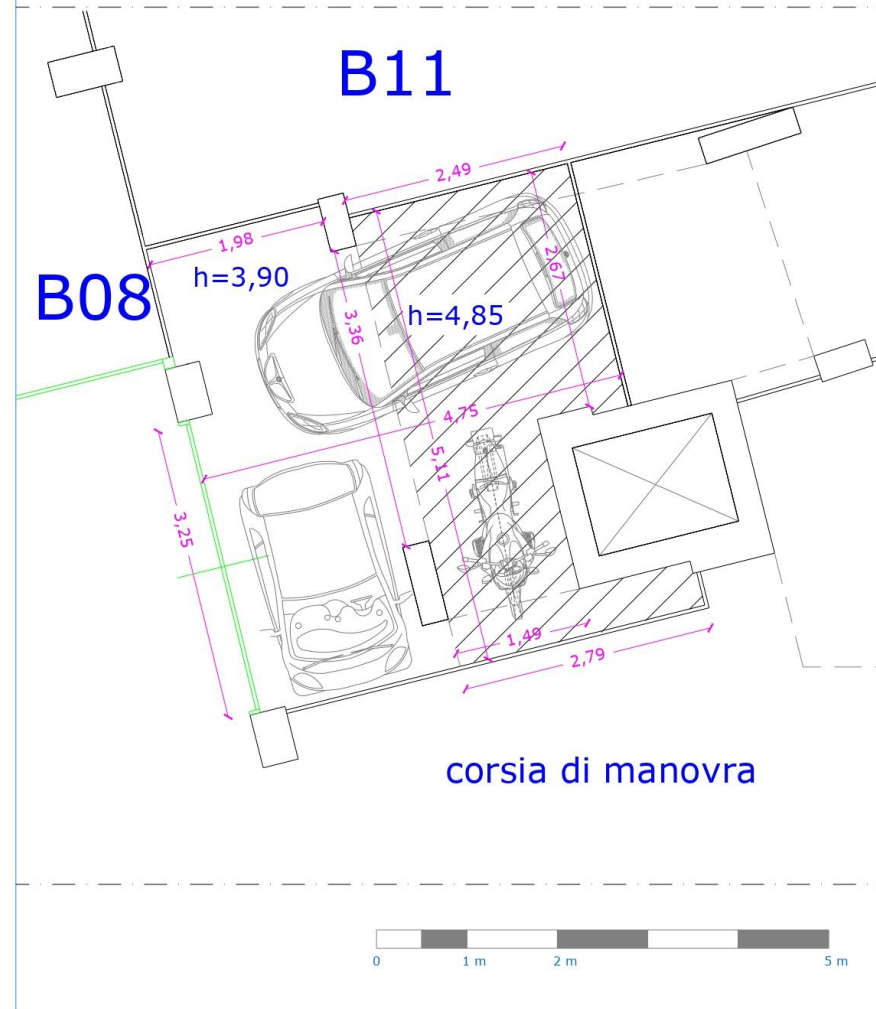 B11
2,49
1,98
h=3,90
2,67
B08
3,36
h=4,85
4,75
5,11
3,25
1,49
2,79
corsia di manovra
0
1 m
2 m
5 m